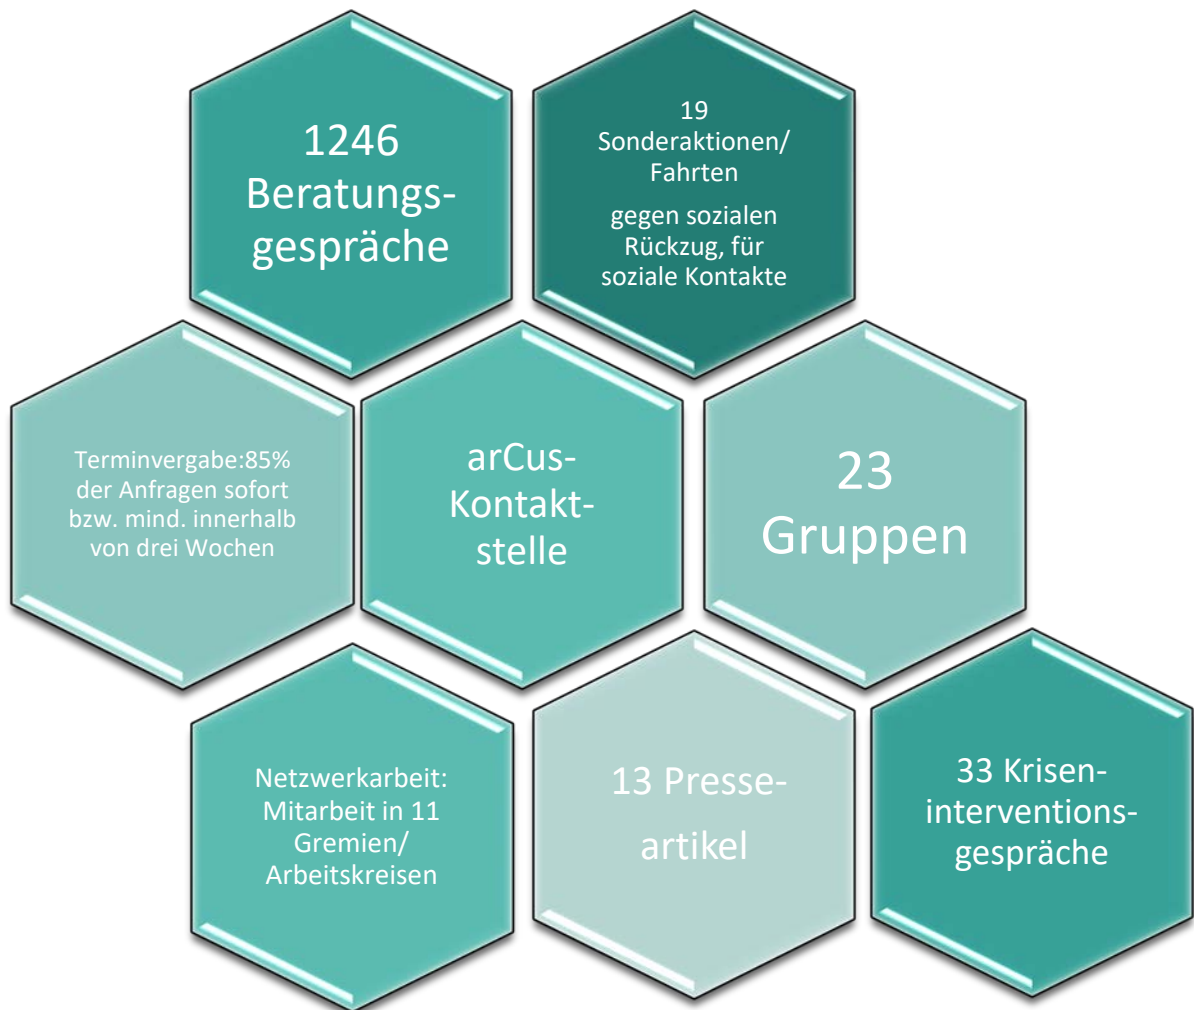 1246
Beratungs-
gespräche
19
Sonderaktionen/
Fahrten
gegen sozialen
Rückzug, für
soziale Kontakte
Terminvergabe:85%
der Anfragen sofort
bzw. mind. innerhalb
von drei Wochen
arCus-
Kontakt-
stelle
23
Gruppen
Netzwerkarbeit:
Mitarbeit in 11
Gremien/
Arbeitskreisen
13 Presse-
artikel
33 Krisen-
interventions-
gespräche